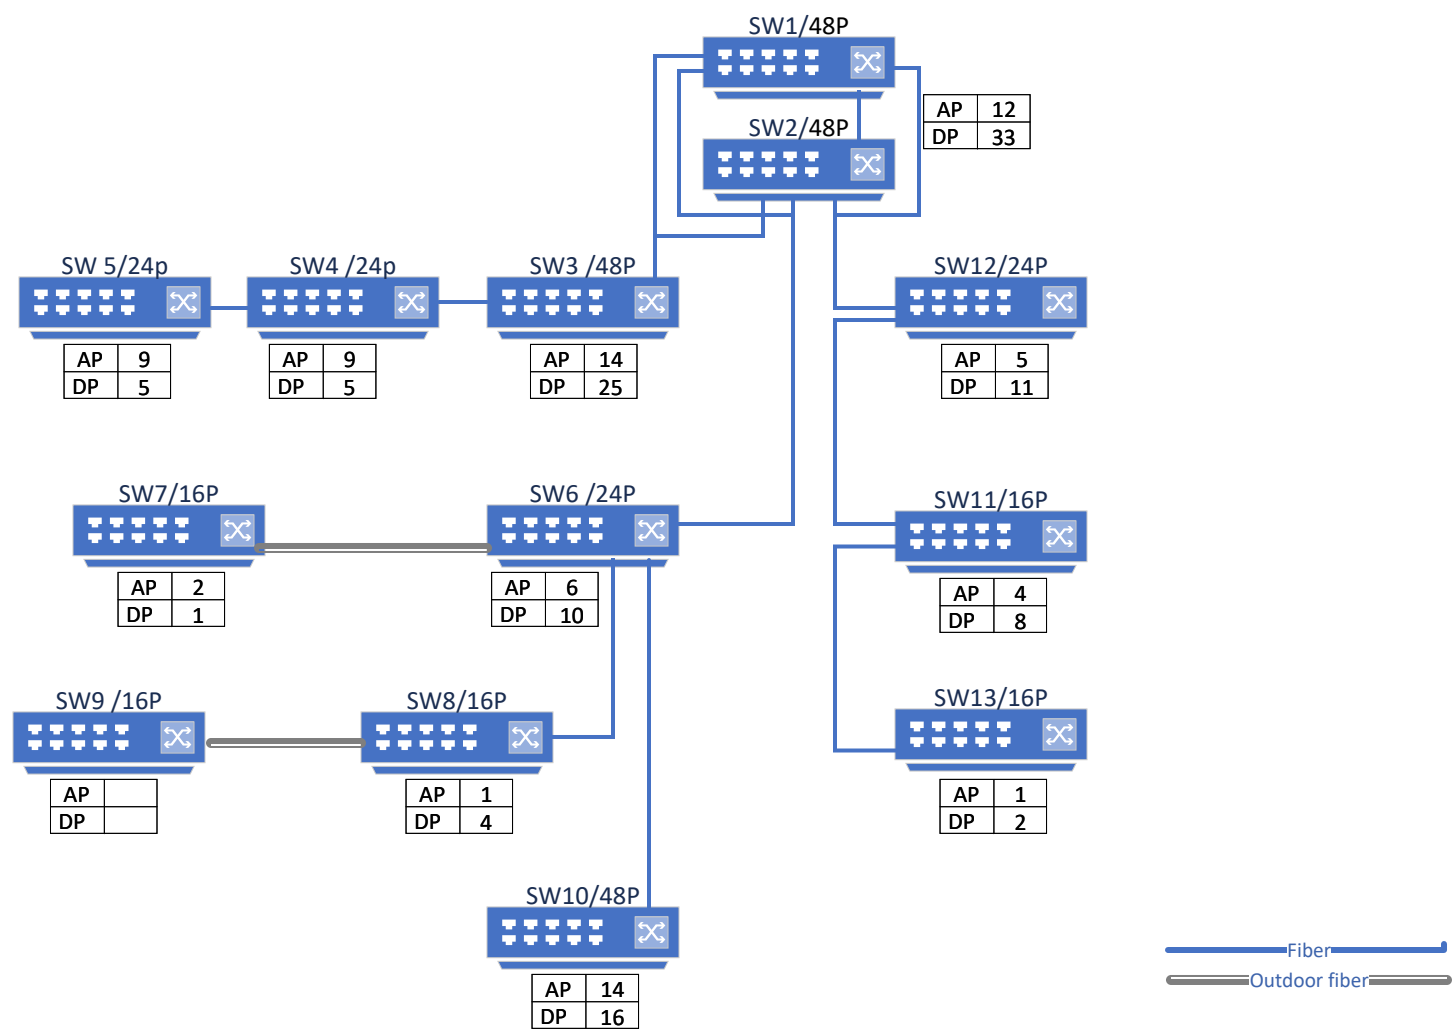 SW1/48P
AP 12
DP 33
SW2/48P
SW 5/24p
AP 9
DP 5
SW4 /24p
AP 9
DP 5
SW3 /48P
AP 14
DP 25
SW12/24P
AP 5
DP 11
SW7/16P
AP 2
DP 1
SW6 /24P
AP 6
DP 10
SW11/16P
AP 4
DP 8
SW9 /16P
AP
DP
SW8/16P
AP 1
DP 4
SW13/16P
AP 1
DP 2
SW10/48P
AP 14
DP 16
Fiber
Outdoor fiber